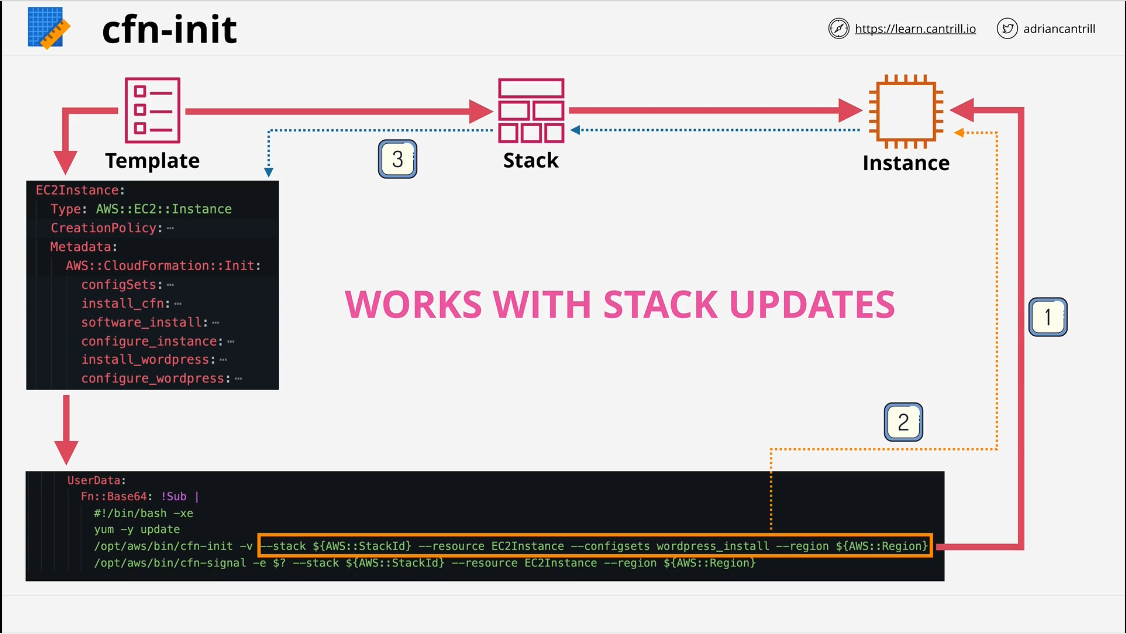 cfn-init
https://learn.cantrill.io
adriancantrill
Template
Stack
Instance
3
EC2Instance:
Type: AWS::EC2::Instance
CreationPolicy: ⋯
Metadata:
AWS::CloudFormation::Init:
configSets: ⋯
install_cfn: ⋯
software_install: ⋯
configure_instance: ⋯
install_wordpress: ⋯
configure_wordpress: ⋯
WORKS WITH STACK UPDATES
1
2
UserData:
Fn::Base64: !Sub |
#!/bin/bash -xe
yum -y update
/opt/aws/bin/cfn-init -v --stack ${AWS::StackId} --resource EC2Instance --configsets wordpress_install --region ${AWS::Region}
/opt/aws/bin/cfn-signal -e $? --stack ${AWS::StackId} --resource EC2Instance --region ${AWS::Region}